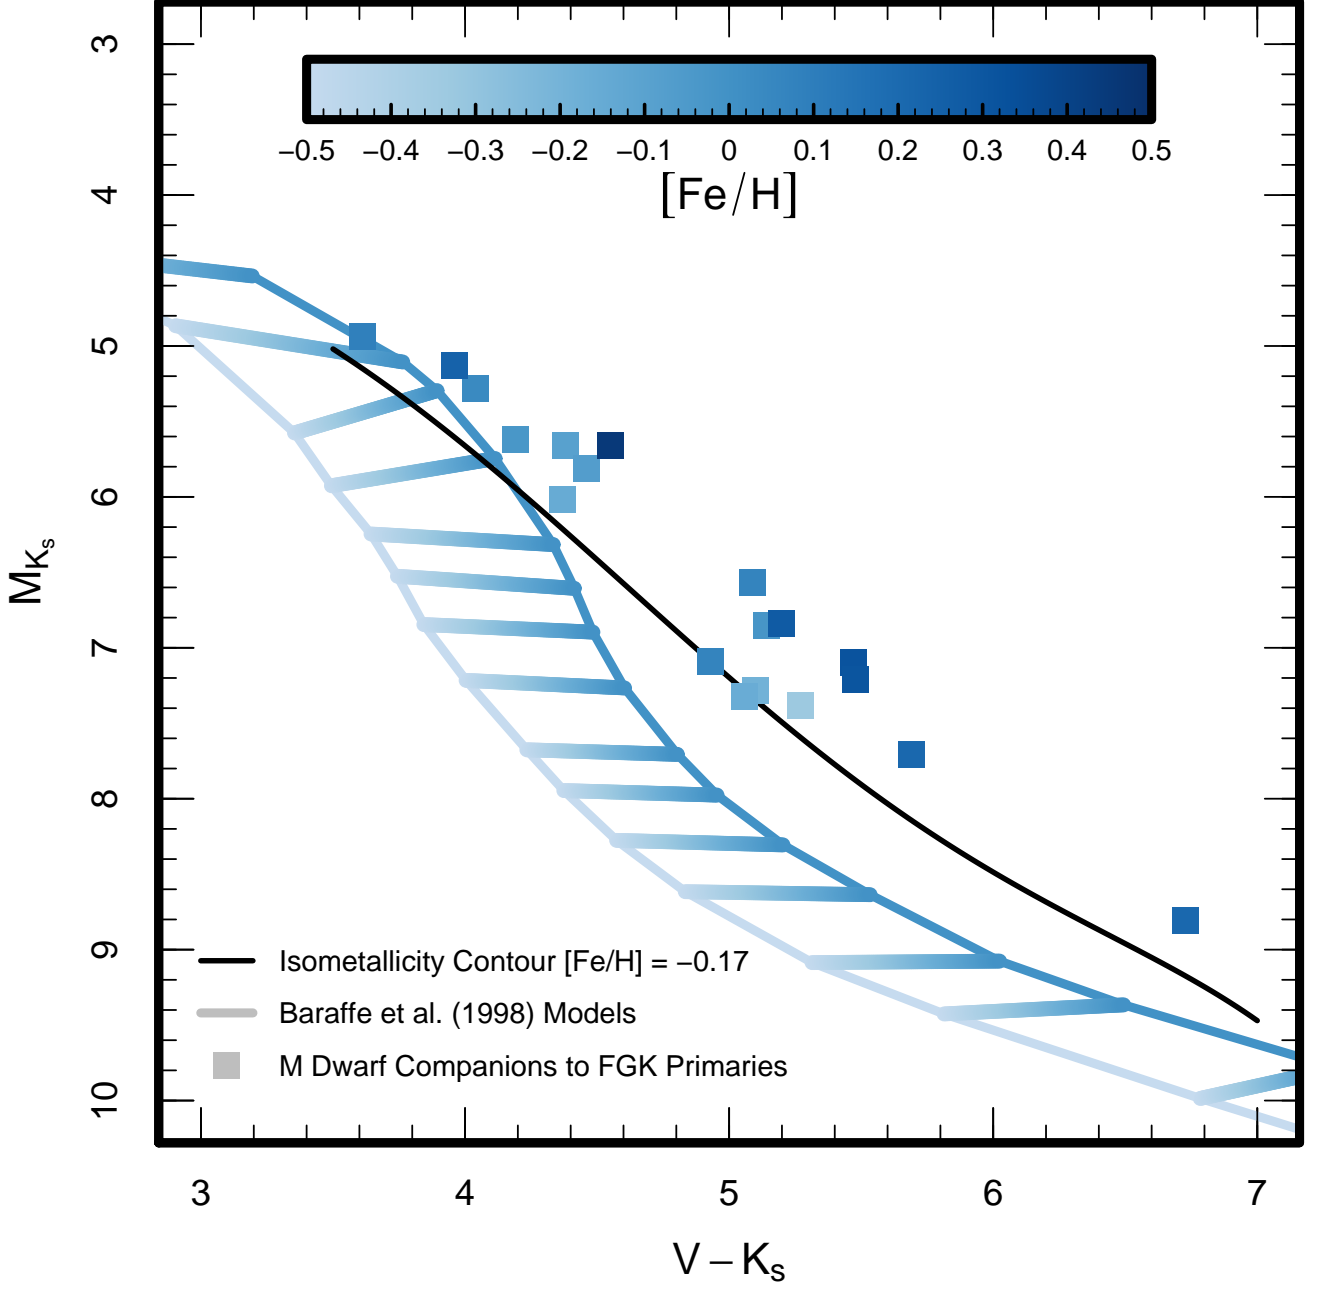 −0.5 −0.4 −0.3 −0.2 −0.1 0 0.1 0.2 0.3 0.4 0.5
[Fe/H]
3
4
5
6
7
8
9
10
M_Ks
Isometallicity Contour [Fe/H] = −0.17
Baraffe et al. (1998) Models
M Dwarf Companions to FGK Primaries
3 4 5 6 7
V − Ks